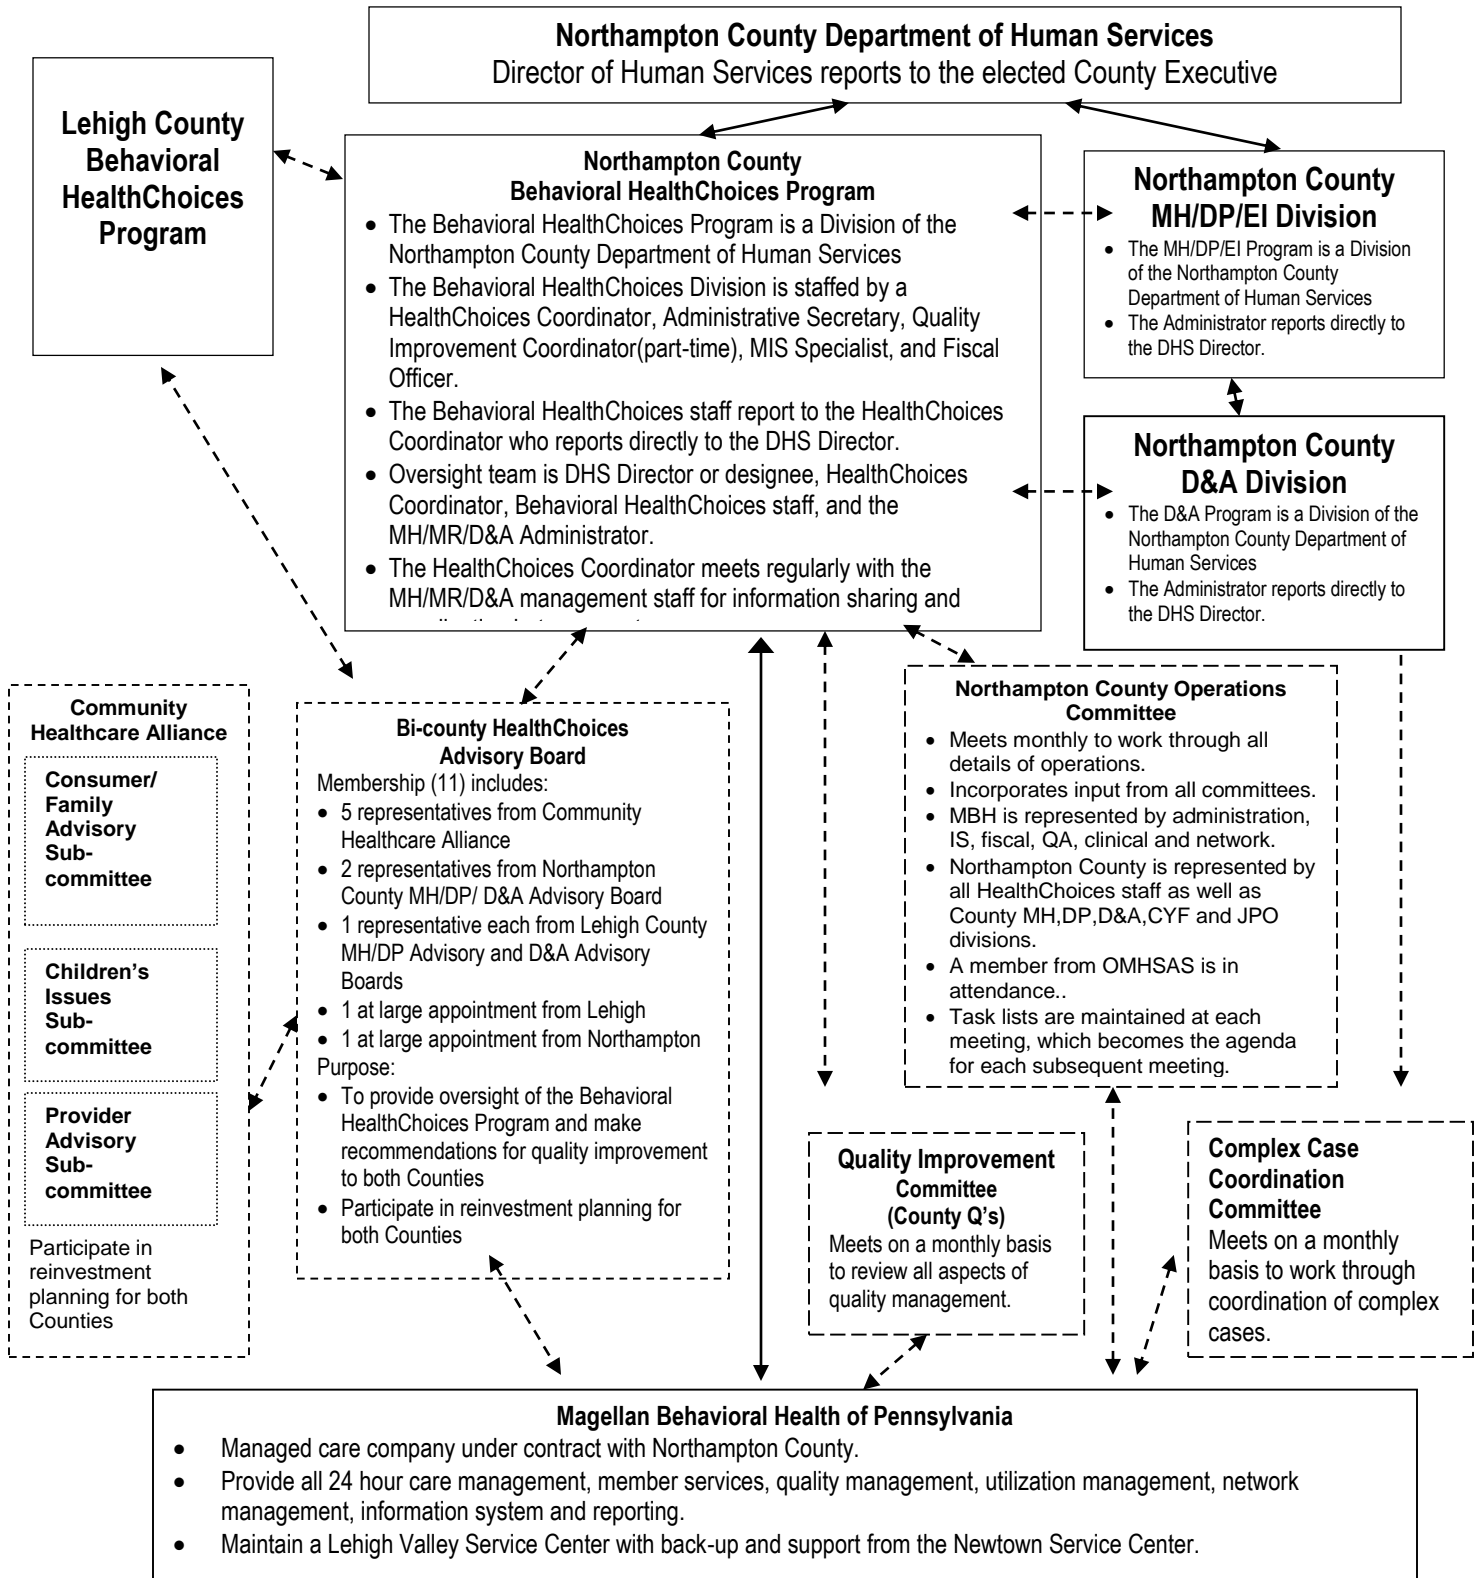 Northampton County Department of Human Services
Director of Human Services reports to the elected County Executive
Lehigh County
Behavioral
HealthChoices
Program
Northampton County
Behavioral HealthChoices Program
• The Behavioral HealthChoices Program is a Division of the
Northampton County Department of Human Services
• The Behavioral HealthChoices Division is staffed by a
HealthChoices Coordinator, Administrative Secretary, Quality
Improvement Coordinator(part-time), MIS Specialist, and Fiscal
Officer.
• The Behavioral HealthChoices staff report to the HealthChoices
Coordinator who reports directly to the DHS Director.
• Oversight team is DHS Director or designee, HealthChoices
Coordinator, Behavioral HealthChoices staff, and the
MH/MR/D&A Administrator.
• The HealthChoices Coordinator meets regularly with the
MH/MR/D&A management staff for information sharing and
Northampton County
MH/DP/EI Division
• The MH/DP/EI Program is a Division
of the Northampton County
Department of Human Services
• The Administrator reports directly to
the DHS Director.
Northampton County
D&A Division
• The D&A Program is a Division of the
Northampton County Department of
Human Services
• The Administrator reports directly to
the DHS Director.
Community
Healthcare Alliance
Consumer/
Family
Advisory
Sub-
committee
Children's
Issues
Sub-
committee
Provider
Advisory
Sub-
committee
Participate in
reinvestment
planning for both
Counties
Bi-county HealthChoices
Advisory Board
Membership (11) includes:
• 5 representatives from Community
Healthcare Alliance
• 2 representatives from Northampton
County MH/DP/ D&A Advisory Board
• 1 representative each from Lehigh County
MH/DP Advisory and D&A Advisory
Boards
• 1 at large appointment from Lehigh
• 1 at large appointment from Northampton
Purpose:
• To provide oversight of the Behavioral
HealthChoices Program and make
recommendations for quality improvement
to both Counties
• Participate in reinvestment planning for
both Counties
Northampton County Operations
Committee
• Meets monthly to work through all
details of operations.
• Incorporates input from all committees.
• MBH is represented by administration,
IS, fiscal, QA, clinical and network.
• Northampton County is represented by
all HealthChoices staff as well as
County MH,DP,D&A,CYF and JPO
divisions.
• A member from OMHSAS is in
attendance..
• Task lists are maintained at each
meeting, which becomes the agenda
for each subsequent meeting.
Quality Improvement
Committee
(County Q's)
Meets on a monthly basis
to review all aspects of
quality management.
Complex Case
Coordination
Committee
Meets on a monthly
basis to work through
coordination of complex
cases.
Magellan Behavioral Health of Pennsylvania
• Managed care company under contract with Northampton County.
• Provide all 24 hour care management, member services, quality management, utilization management, network
management, information system and reporting.
• Maintain a Lehigh Valley Service Center with back-up and support from the Newtown Service Center.